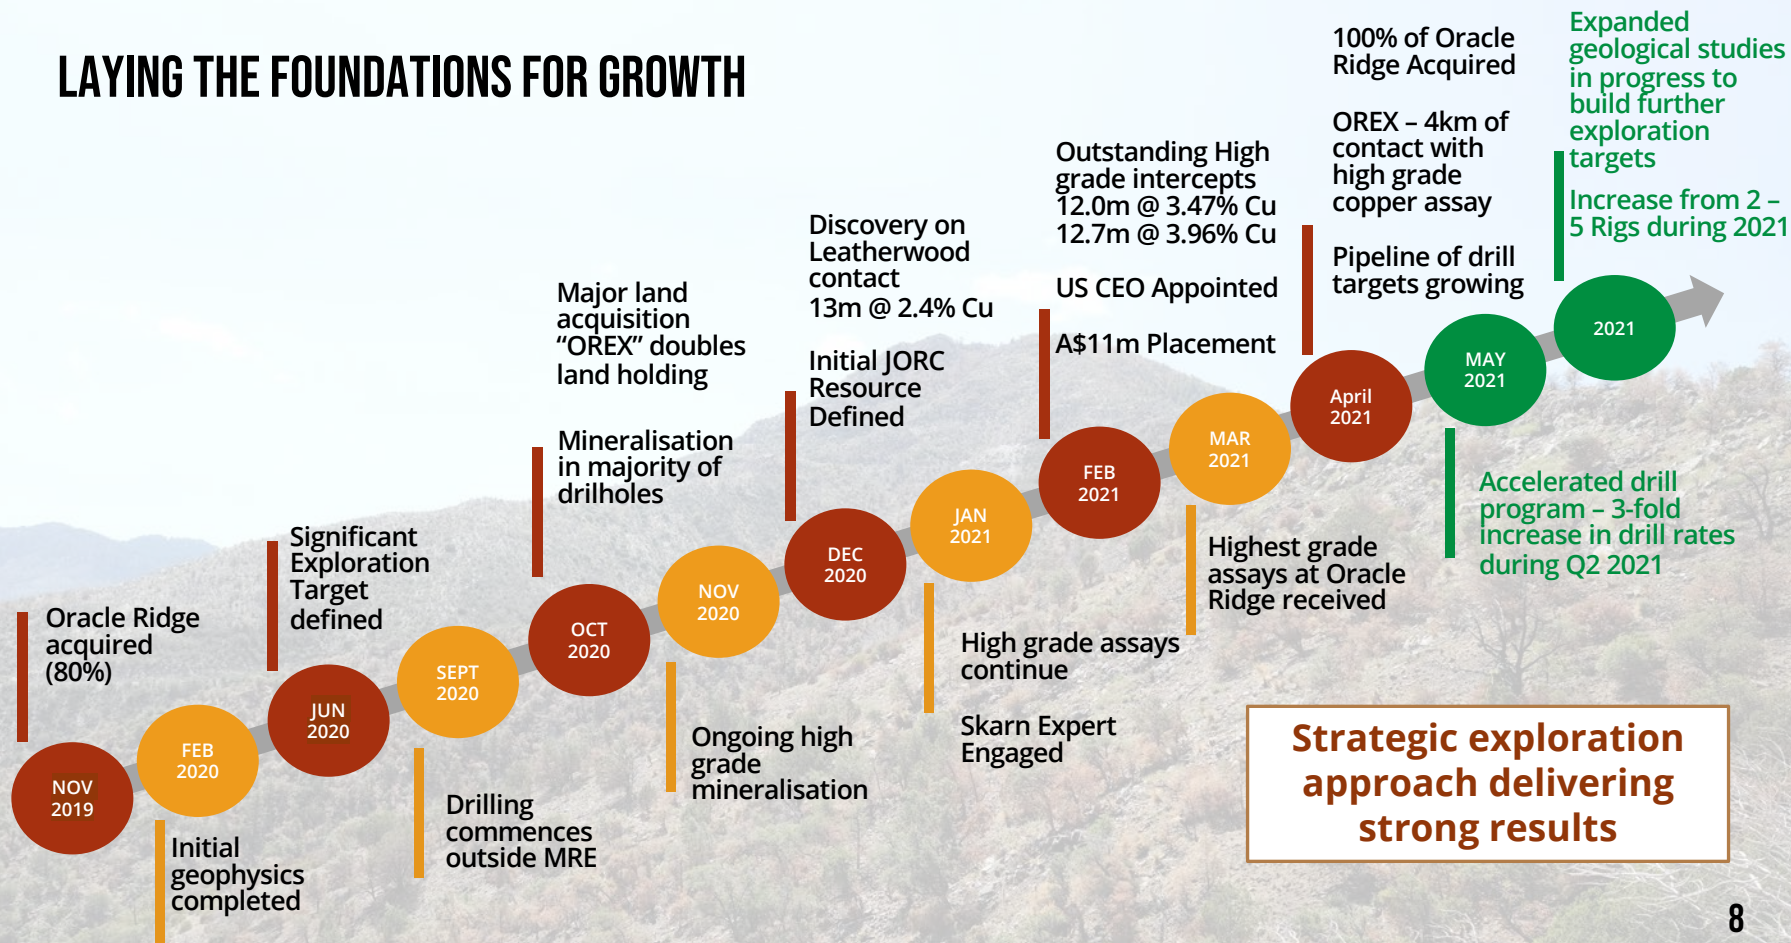 LAYING THE FOUNDATIONS FOR GROWTH
Oracle Ridge
acquired
(80%)
NOV
2019
FEB
2020
Initial
geophysics
completed
Significant
Exploration
Target
defined
JUN
2020
SEPT
2020
Drilling
commences
outside MRE
Major land
acquisition
“OREX” doubles
land holding
Mineralisation
in majority of
drilholes
OCT
2020
NOV
2020
Ongoing high
grade
mineralisation
Discovery on
Leatherwood
contact
13m @ 2.4% Cu
Initial JORC
Resource
Defined
DEC
2020
JAN
2021
High grade assays
continue
Skarn Expert
Engaged
Outstanding High
grade intercepts
12.0m @ 3.47% Cu
12.7m @ 3.96% Cu
US CEO Appointed
A$11m Placement
FEB
2021
MAR
2021
Highest grade
assays at Oracle
Ridge received
100% of Oracle
Ridge Acquired
OREX – 4km of
contact with
high grade
copper assay
Pipeline of drill
targets growing
April
2021
MAY
2021
Accelerated drill
program – 3-fold
increase in drill rates
during Q2 2021
Expanded
geological studies
in progress to
build further
exploration
targets
Increase from 2 –
5 Rigs during 2021
2021
Strategic exploration
approach delivering
strong results
8